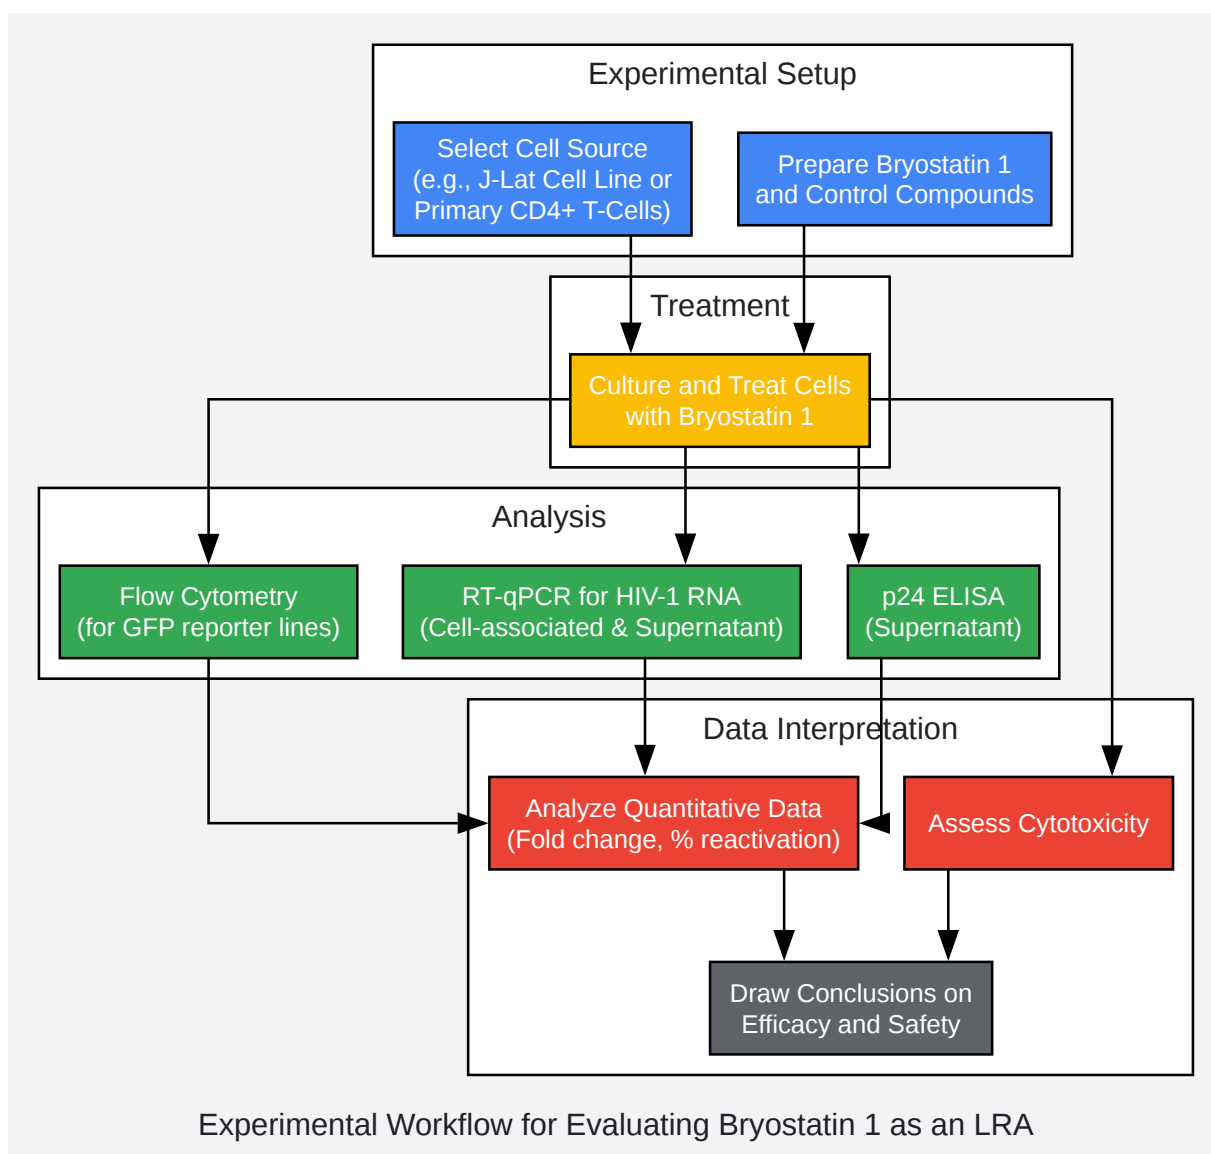 Experimental Setup
Select Cell Source
(e.g., J-Lat Cell Line or
Primary CD4+ T-Cells)
Prepare Bryostatin 1
and Control Compounds
Treatment
Culture and Treat Cells
with Bryostatin 1
Analysis
Flow Cytometry
(for GFP reporter lines)
RT-qPCR for HIV-1 RNA
(Cell-associated & Supernatant)
p24 ELISA
(Supernatant)
Data Interpretation
Analyze Quantitative Data
(Fold change, % reactivation)
Assess Cytotoxicity
Draw Conclusions on
Efficacy and Safety
Experimental Workflow for Evaluating Bryostatin 1 as an LRA